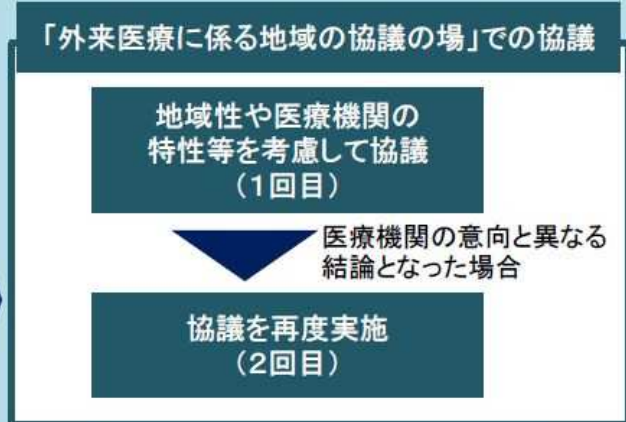 「外来医療に係る地域の協議の場」での協議
地域性や医療機関の
特性等を考慮して協議
(1回目)
医療機関の意向と異なる
結論となった場合
協議を再度実施
(2回目)